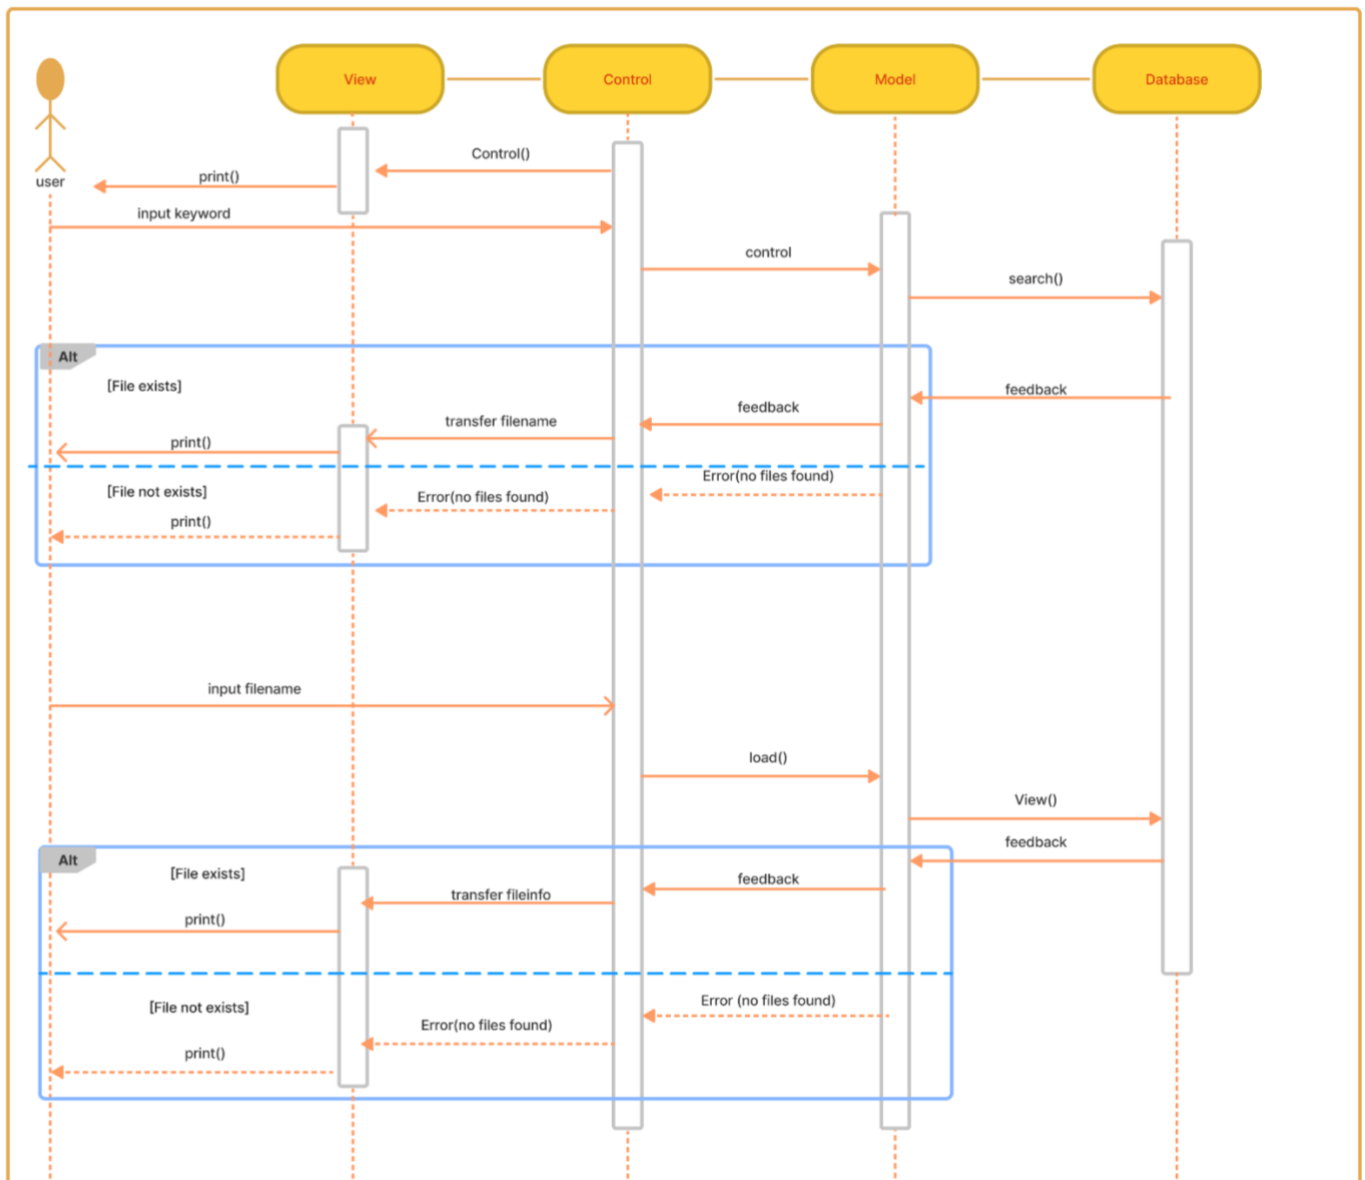 View
Control
Model
Database
user
Control()
print()
input keyword
control
search()
Alt
[File exists]
feedback
feedback
transfer filename
print()
Error(no files found)
[File not exists]
Error(no files found)
print()
input filename
load()
View()
feedback
Alt
[File exists]
feedback
transfer fileinfo
print()
Error (no files found)
[File not exists]
Error(no files found)
print()